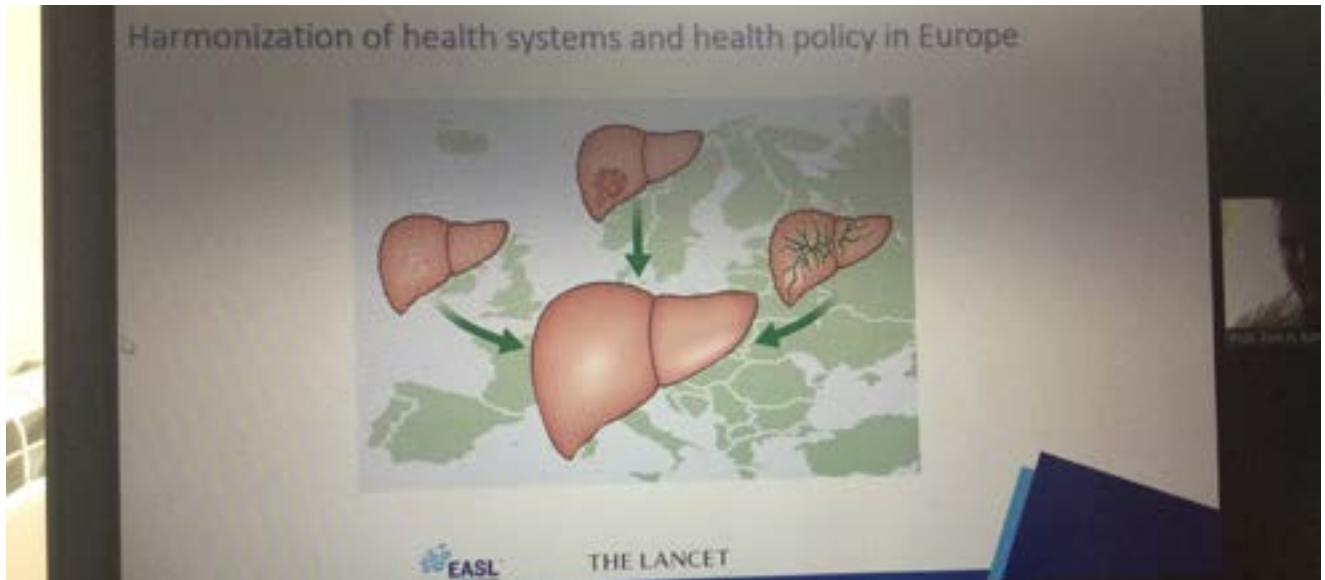 Harmonization of health systems and health policy in Europe
EASL
THE LANCET